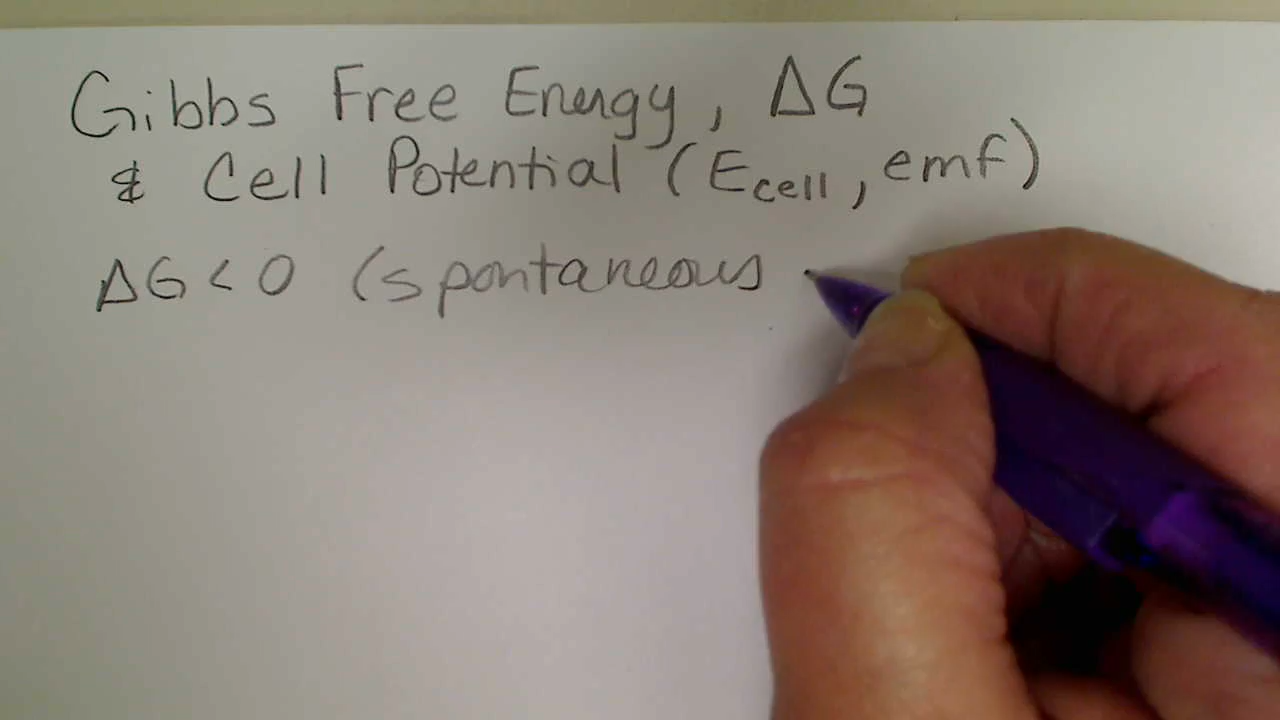 Gibbs Free Energy, ΔG
& Cell Potential (Ecell, emf)
ΔG < 0 (spontaneous